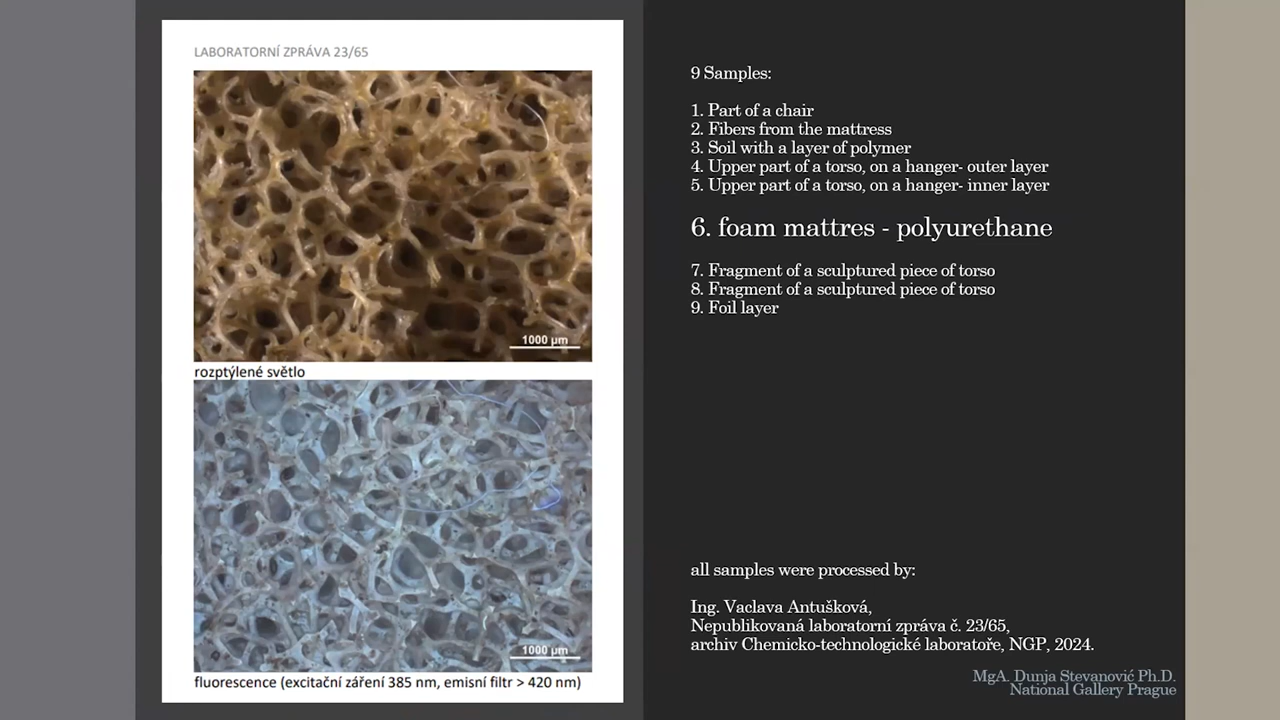 LABORATORNÍ ZPRÁVA 23/65
1000 µm
rozptýlené světlo
1000 µm
fluorescence (excitační záření 385 nm, emisní filtr > 420 nm)
9 Samples:
1. Part of a chair
2. Fibers from the mattress
3. Soil with a layer of polymer
4. Upper part of a torso, on a hanger- outer layer
5. Upper part of a torso, on a hanger- inner layer
6. foam mattres - polyurethane
7. Fragment of a sculptured piece of torso
8. Fragment of a sculptured piece of torso
9. Foil layer
all samples were processed by:
Ing. Vaclava Antušková,
Nepublikovaná laboratorní zpráva č. 23/65,
archiv Chemicko-technologické laboratoře, NGP, 2024.
MgA. Dunja Stevanović Ph.D.
National Gallery Prague